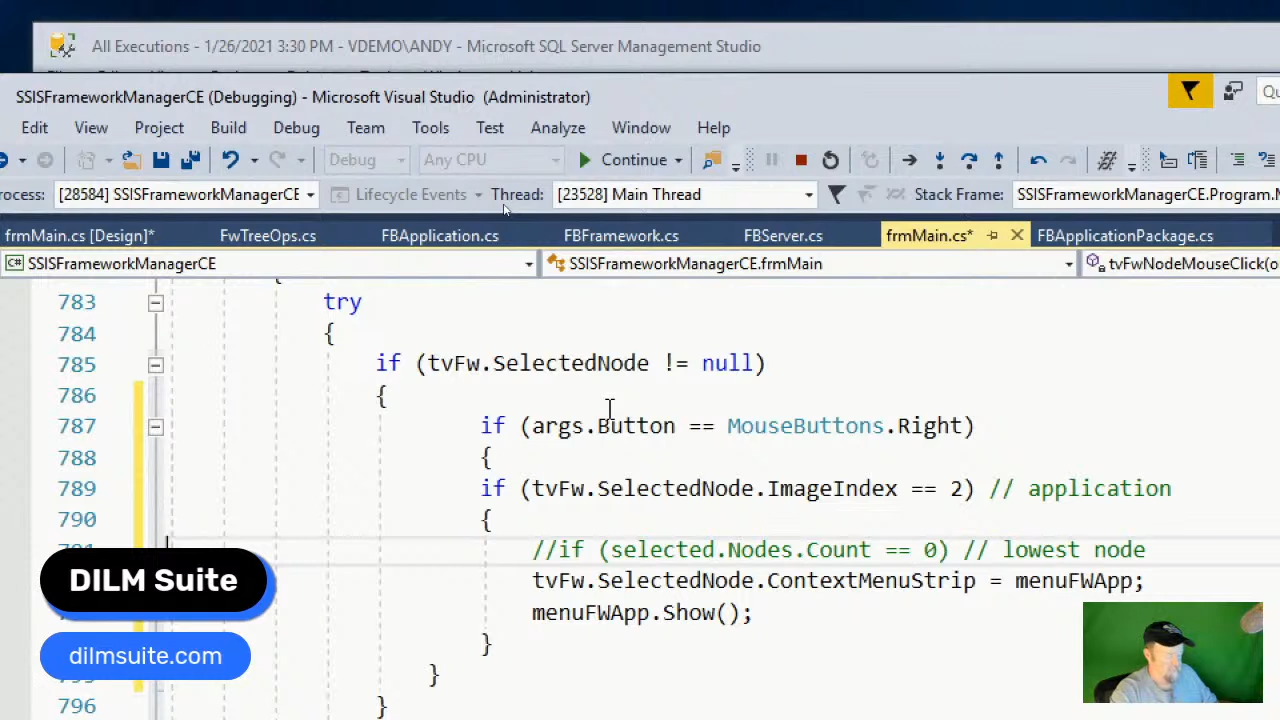 All Executions - 1/26/2021 3:30 PM - VDEMO\ANDY - Microsoft SQL Server Management Studio
SSISFrameworkManagerCE (Debugging) - Microsoft Visual Studio (Administrator)
Edit View Project Build Debug Team Tools Test Analyze Window Help
Debug Any CPU Continue
rocess: [28584] SSISFrameworkManagerCE Lifecycle Events Thread: [23528] Main Thread Stack Frame: SSISFrameworkManagerCE.Program.
frmMain.cs [Design]* FwTreeOps.cs FBApplication.cs FBFramework.cs FBServer.cs frmMain.cs* FBApplicationPackage.cs
C# SSISFrameworkManagerCE SSISFrameworkManagerCE.frmMain tvFwNodeMouseClick(o
783 try
784 {
785 if (tvFw.SelectedNode != null)
786 {
787 if (args.Button == MouseButtons.Right)
788 {
789 if (tvFw.SelectedNode.ImageIndex == 2) // application
790 {
//if (selected.Nodes.Count == 0) // lowest node
tvFw.SelectedNode.ContextMenuStrip = menuFWApp;
menuFWApp.Show();
}
}
796 }
DILM Suite
dilmsuite.com